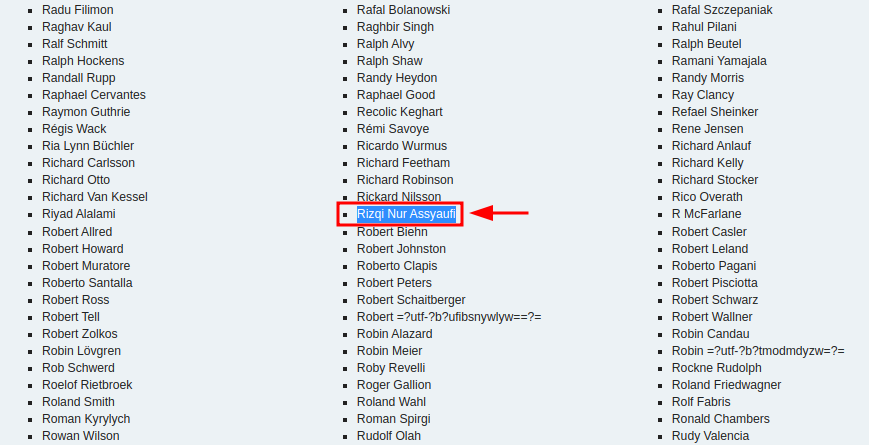 Radu Filimon
Rafal Bolanowski
Rafal Szczepaniak
Raghav Kaul
Raghbir Singh
Rahul Pilani
Ralf Schmitt
Ralph Alvy
Ralph Beutel
Ralph Hockens
Ralph Shaw
Ramani Yamajala
Randall Rupp
Randy Heydon
Randy Morris
Raphael Cervantes
Raphael Good
Ray Clancy
Raymon Guthrie
Recolic Keghart
Refael Sheinker
Régis Wack
Rémi Savoye
Rene Jensen
Ria Lynn Büchler
Ricardo Wurmus
Richard Anlauf
Richard Carlsson
Richard Feetham
Richard Kelly
Richard Otto
Richard Robinson
Richard Stocker
Richard Van Kessel
Rickard Nilsson
Rico Overath
Riyad Alalami
Rizqi Nur Assyaufi
R McFarlane
Robert Allred
Robert Biehn
Robert Casler
Robert Howard
Robert Johnston
Robert Leland
Robert Muratore
Roberto Clapis
Roberto Pagani
Roberto Santalla
Robert Peters
Robert Pisciotta
Robert Ross
Robert Schaitberger
Robert Schwarz
Robert Tell
Robert =?utf-?b?ufibsnywlyw==?=
Robert Wallner
Robert Zolkos
Robin Alazard
Robin Candau
Robin Lövgren
Robin Meier
Robin =?utf-?b?tmodmdyzw=?=
Rob Schwerd
Roby Revelli
Rockne Rudolph
Roelof Rietbroek
Roger Gallion
Roland Friedwagner
Roland Smith
Roland Wahl
Rolf Fabris
Roman Kyrylych
Roman Spirgi
Ronald Chambers
Rowan Wilson
Rudolf Olah
Rudy Valencia